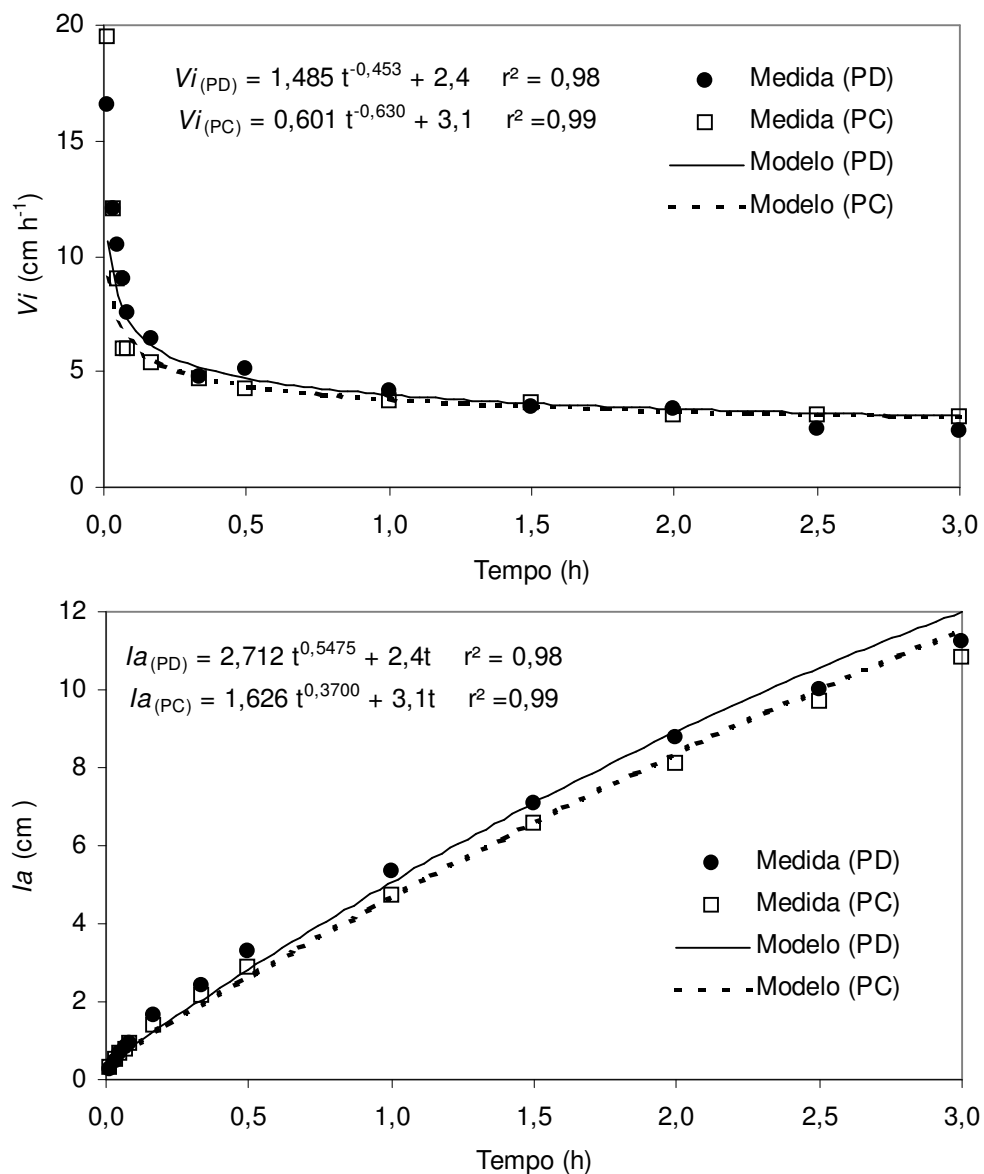 20
15
10
5
0
Vi (cm h⁻¹)
Vi(PD) = 1,485 t⁻⁰,⁴⁵³ + 2,4 r² = 0,98
Vi(PC) = 0,601 t⁻⁰,⁶³⁰ + 3,1 r² =0,99
Medida (PD)
Medida (PC)
Modelo (PD)
Modelo (PC)
0,0 0,5 1,0 1,5 2,0 2,5 3,0
Tempo (h)
12
10
8
6
4
2
0
Ia (cm )
Ia(PD) = 2,712 t⁰,⁵⁴⁷⁵ + 2,4t r² = 0,98
Ia(PC) = 1,626 t⁰,³⁷⁰⁰ + 3,1t r² =0,99
Medida (PD)
Medida (PC)
Modelo (PD)
Modelo (PC)
0,0 0,5 1,0 1,5 2,0 2,5 3,0
Tempo (h)